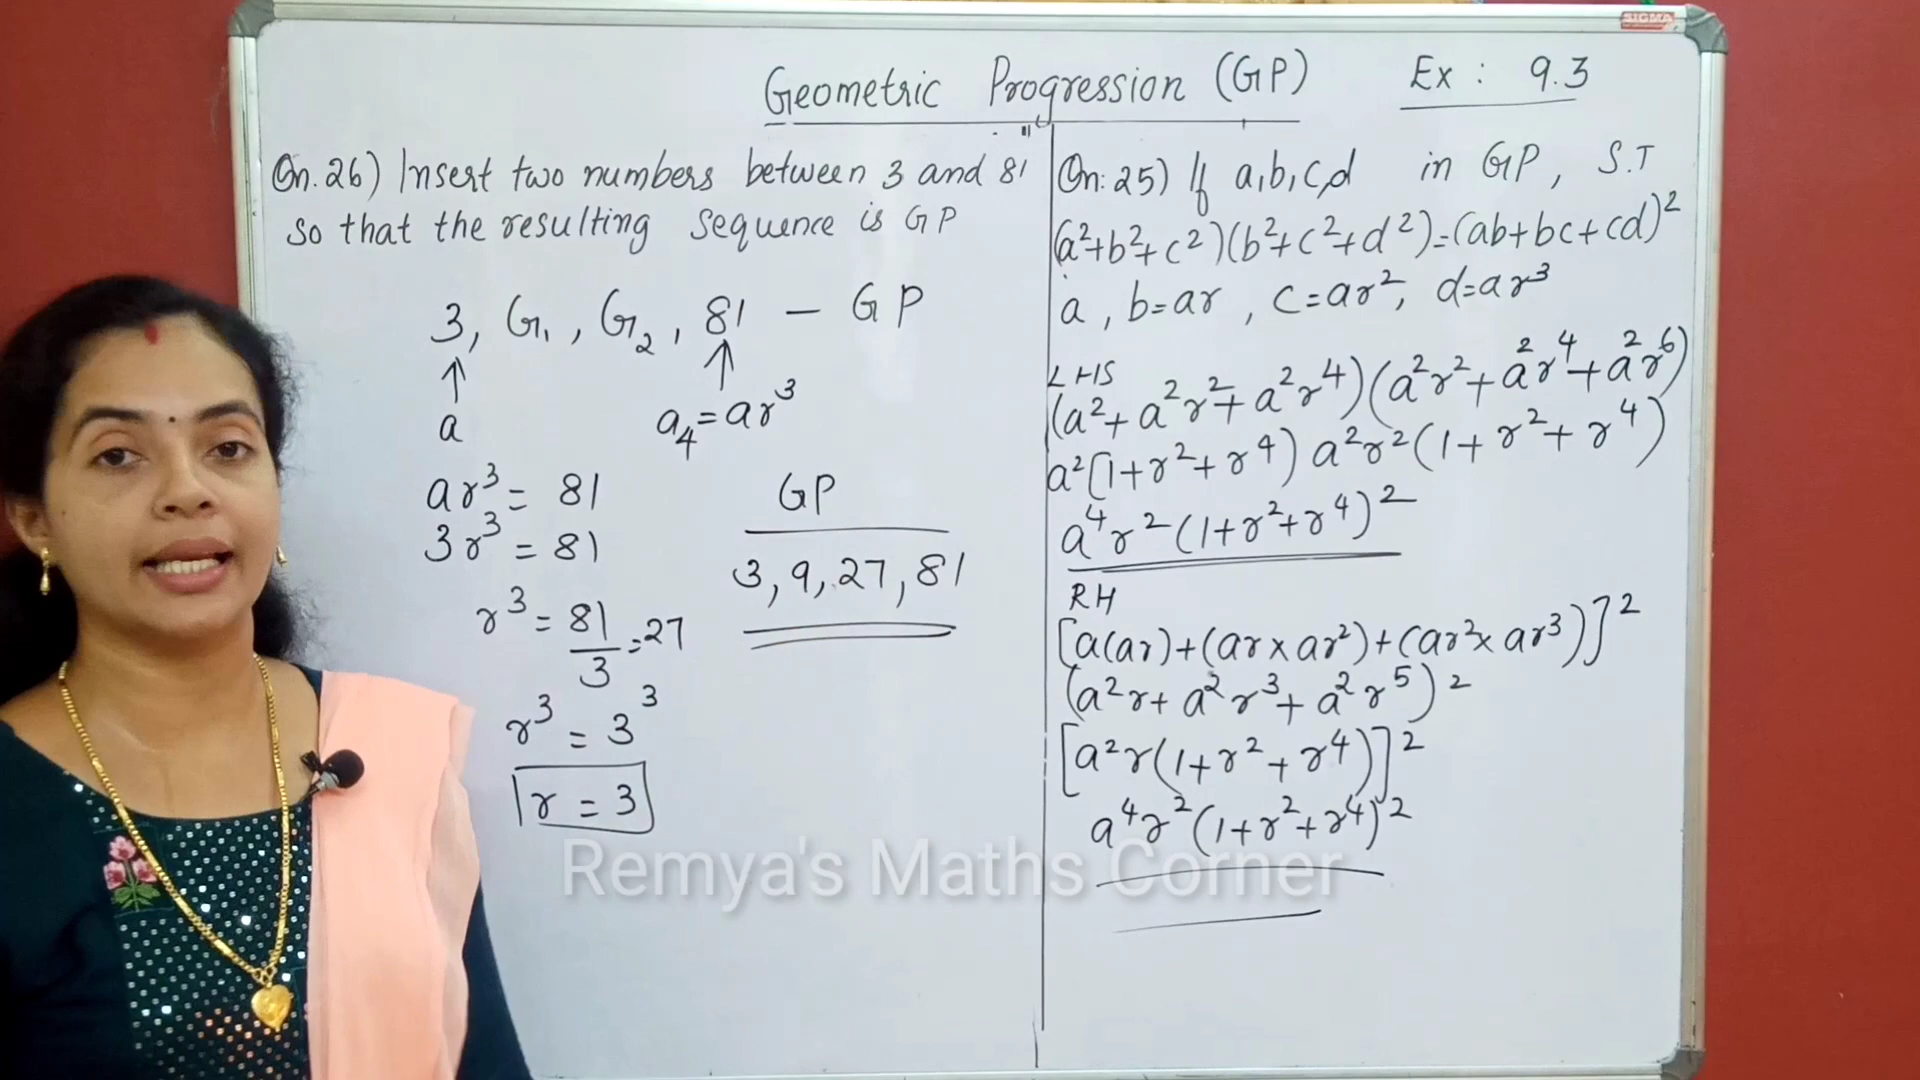 SIGMA
Geometric Progression (GP)
Ex : 9.3
Qn.26) Insert two numbers between 3 and 81
so that the resulting sequence is GP
3, G₁, G₂, 81 — GP
↑ ↑
a a₄=ar³
ar³ = 81
3r³ = 81
r³ = 81/3 = 27
r³ = 3³
r = 3
GP
3, 9, 27, 81
Qn:25) If a,b,c,d in GP, S.T
(a²+b²+c²)(b²+c²+d²)=(ab+bc+cd)²
a, b=ar, c=ar², d=ar³
LHS
(a²+a²r²+a²r⁴)(a²r²+a²r⁴+a²r⁶)
a²[1+r²+r⁴) a²r²(1+r²+r⁴)
a⁴r²(1+r²+r⁴)²
RH
[a(ar)+(ar×ar²)+(ar²×ar³)]²
(a²r+a²r³+a²r⁵)²
[a²r(1+r²+r⁴)]²
a⁴r²(1+r²+r⁴)²
Remya's Maths Corner